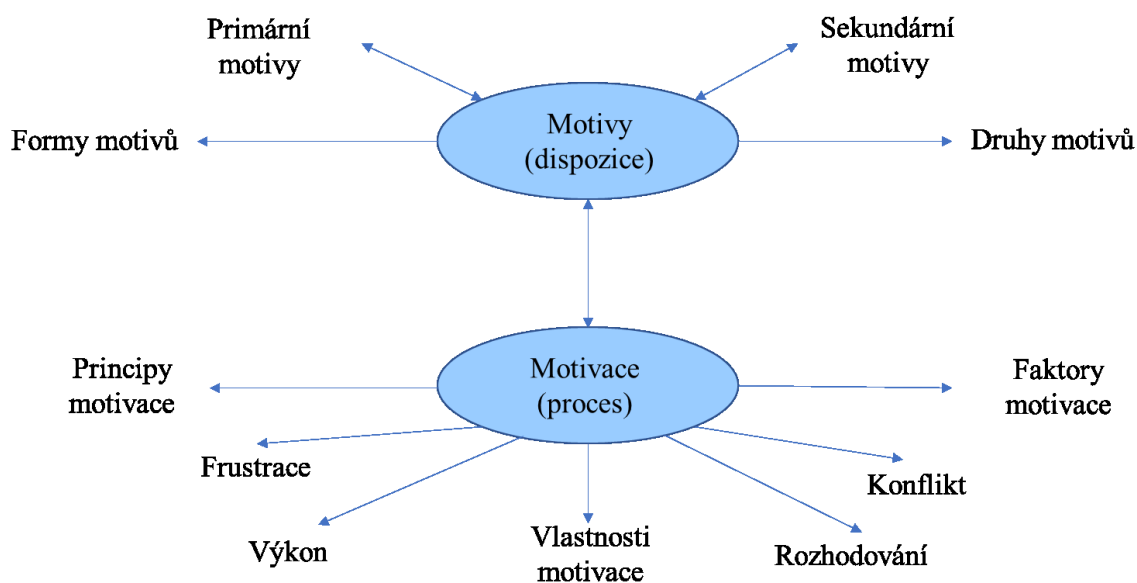 Primární
motivy
Sekundární
motivy
Formy motivů
Motivy
(dispozice)
Druhy motivů
Principy
motivace
Motivace
(proces)
Faktory
motivace
Frustrace
Konflikt
Výkon
Vlastnosti
motivace
Rozhodování